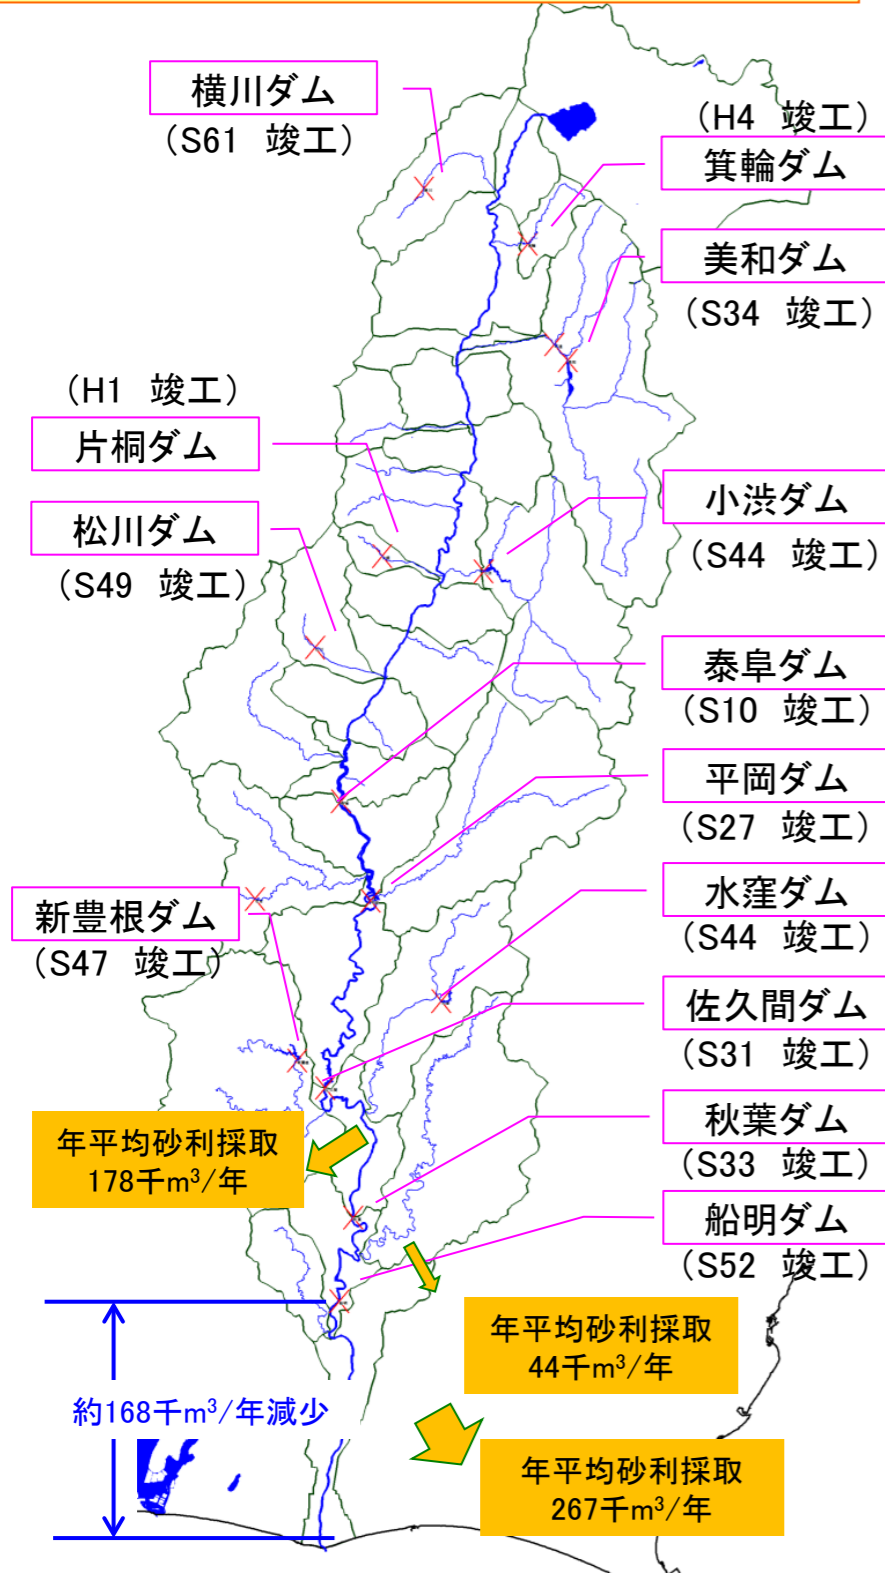 横川ダム
（S61 竣工）
（H4 竣工）
箕輪ダム
美和ダム
（S34 竣工）
（H1 竣工）
片桐ダム
松川ダム
（S49 竣工）
小渋ダム
（S44 竣工）
泰阜ダム
（S10 竣工）
平岡ダム
（S27 竣工）
新豊根ダム
（S47 竣工）
水窪ダム
（S44 竣工）
佐久間ダム
（S31 竣工）
年平均砂利採取
178千m³/年
秋葉ダム
（S33 竣工）
船明ダム
（S52 竣工）
年平均砂利採取
44千m³/年
約168千m³/年減少
年平均砂利採取
267千m³/年